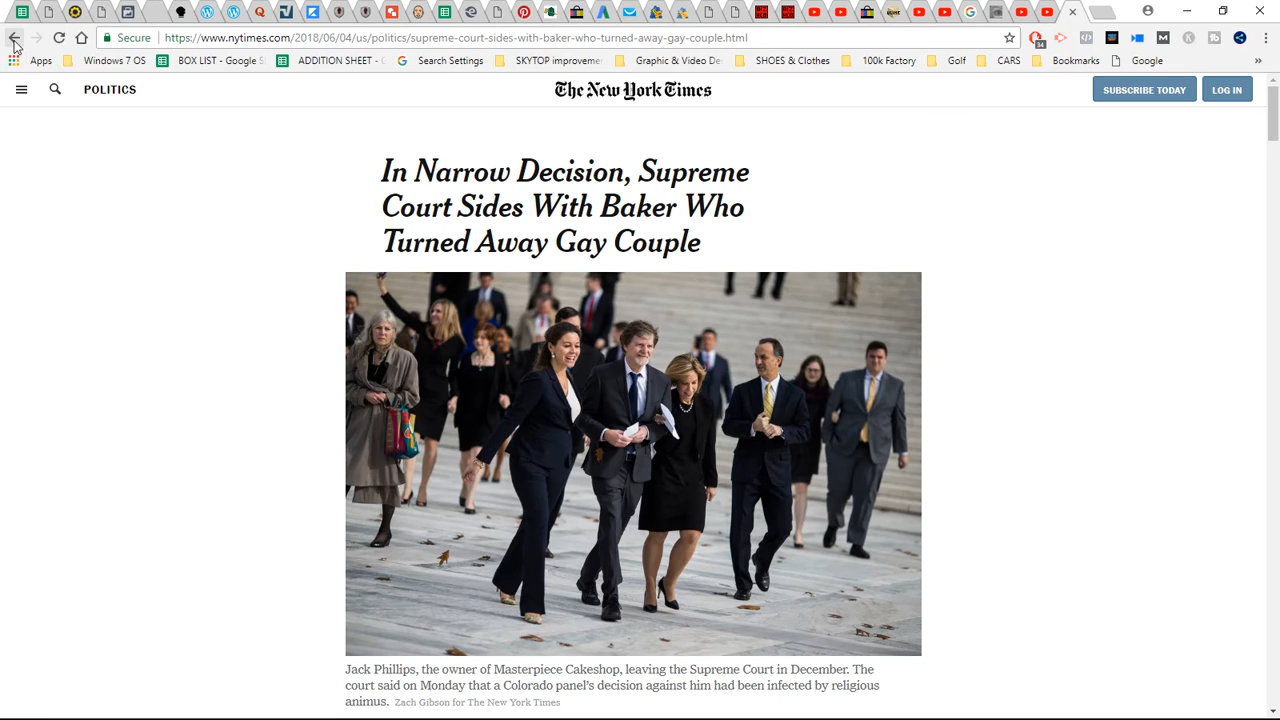 Secure https://www.nytimes.com/2018/06/04/us/politics/supreme-court-sides-with-baker-who-turned-away-gay-couple.html
34
Apps Windows 7 OS BOX LIST - Google S ADDITION SHEET - Search Settings SKYTOP improveme Graphic & Video De SHOES & Clothes 100k Factory Golf CARS Bookmarks Google »
POLITICS The New York Times SUBSCRIBE TODAY LOG IN
In Narrow Decision, Supreme
Court Sides With Baker Who
Turned Away Gay Couple
Jack Phillips, the owner of Masterpiece Cakeshop, leaving the Supreme Court in December. The
court said on Monday that a Colorado panel’s decision against him had been infected by religious
animus. Zach Gibson for The New York Times